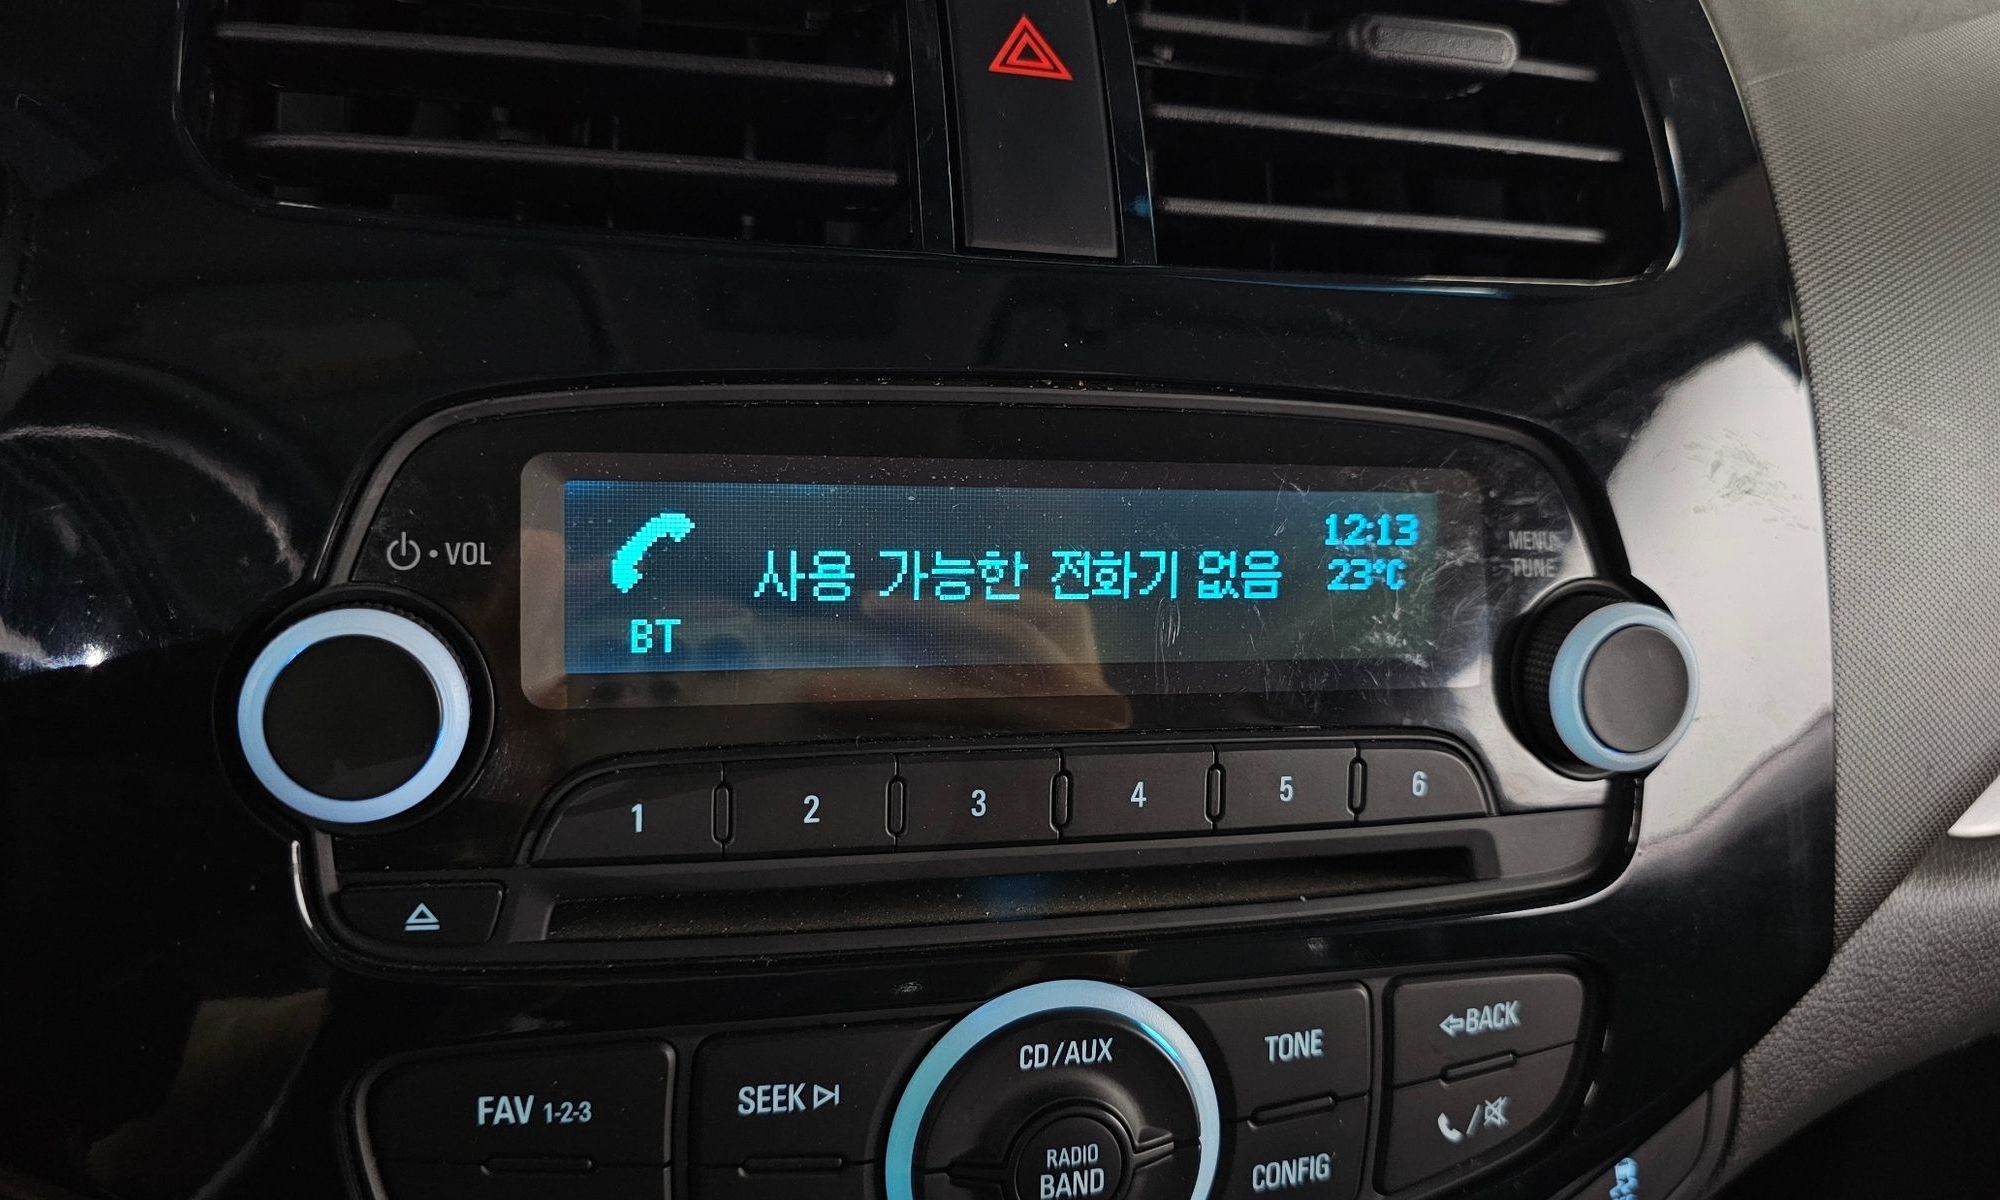 VOL
사용 가능한 전화기 없음
12:13
23°C
BT
MENU
TUNE
1 2 3 4 5 6
FAV 1-2-3
SEEK
CD/AUX
RADIO
BAND
TONE
CONFIG
BACK